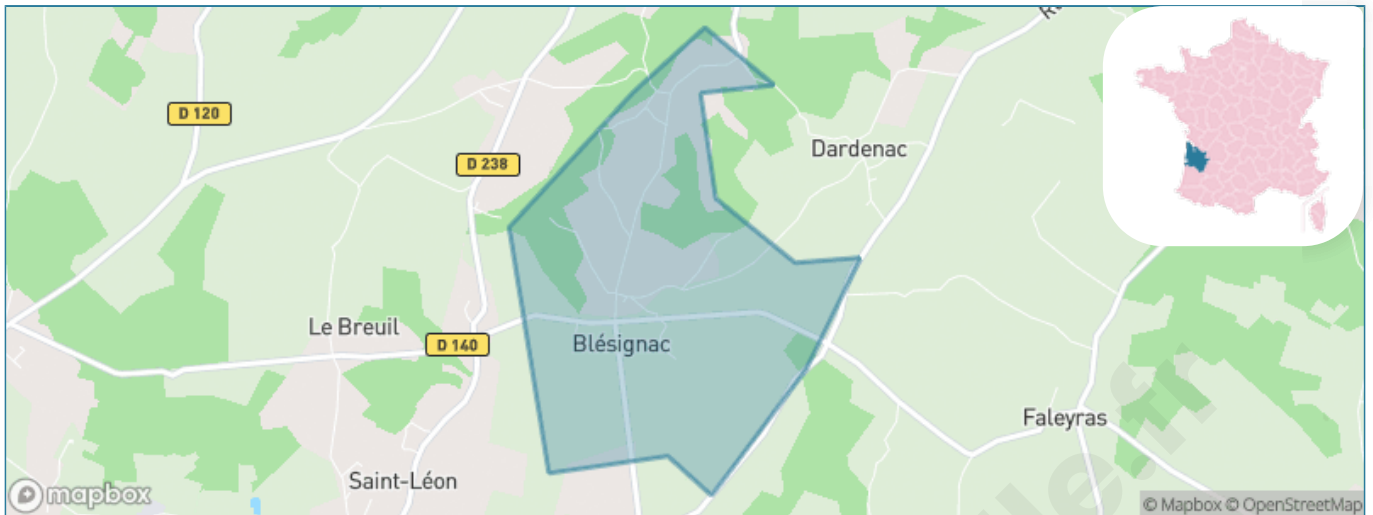 D 120
D 238
Dardenac
Le Breuil
D 140
Blésignac
Faleyras
Saint-Léon
mapbox
© Mapbox © OpenStreetMap